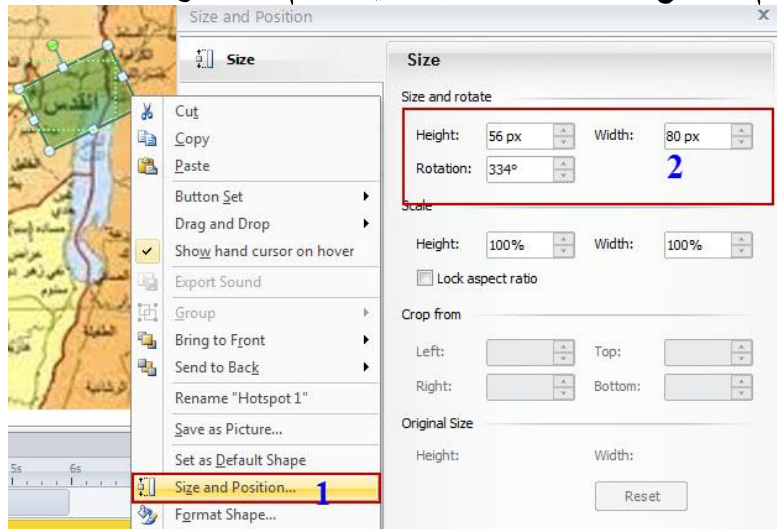 Size and Position
x
Size
Size
Size and rotate
Height: 56 px Width: 80 px
Rotation: 334°
2
Scale
Height: 100% Width: 100%
Lock aspect ratio
Crop from
Left: Top:
Right: Bottom:
Original Size
Height: Width:
Reset
القدس
الخليل
الطفيلة
Cut
Copy
Paste
Button Set
Drag and Drop
Show hand cursor on hover
Export Sound
Group
Bring to Front
Send to Back
Rename "Hotspot 1"
Save as Picture...
Set as Default Shape
Size and Position... 1
Format Shape...
5s 6s